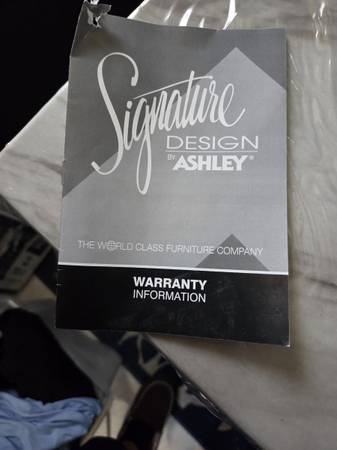 Signature
DESIGN
BY ASHLEY®
THE WORLD CLASS FURNITURE COMPANY
WARRANTY
INFORMATION